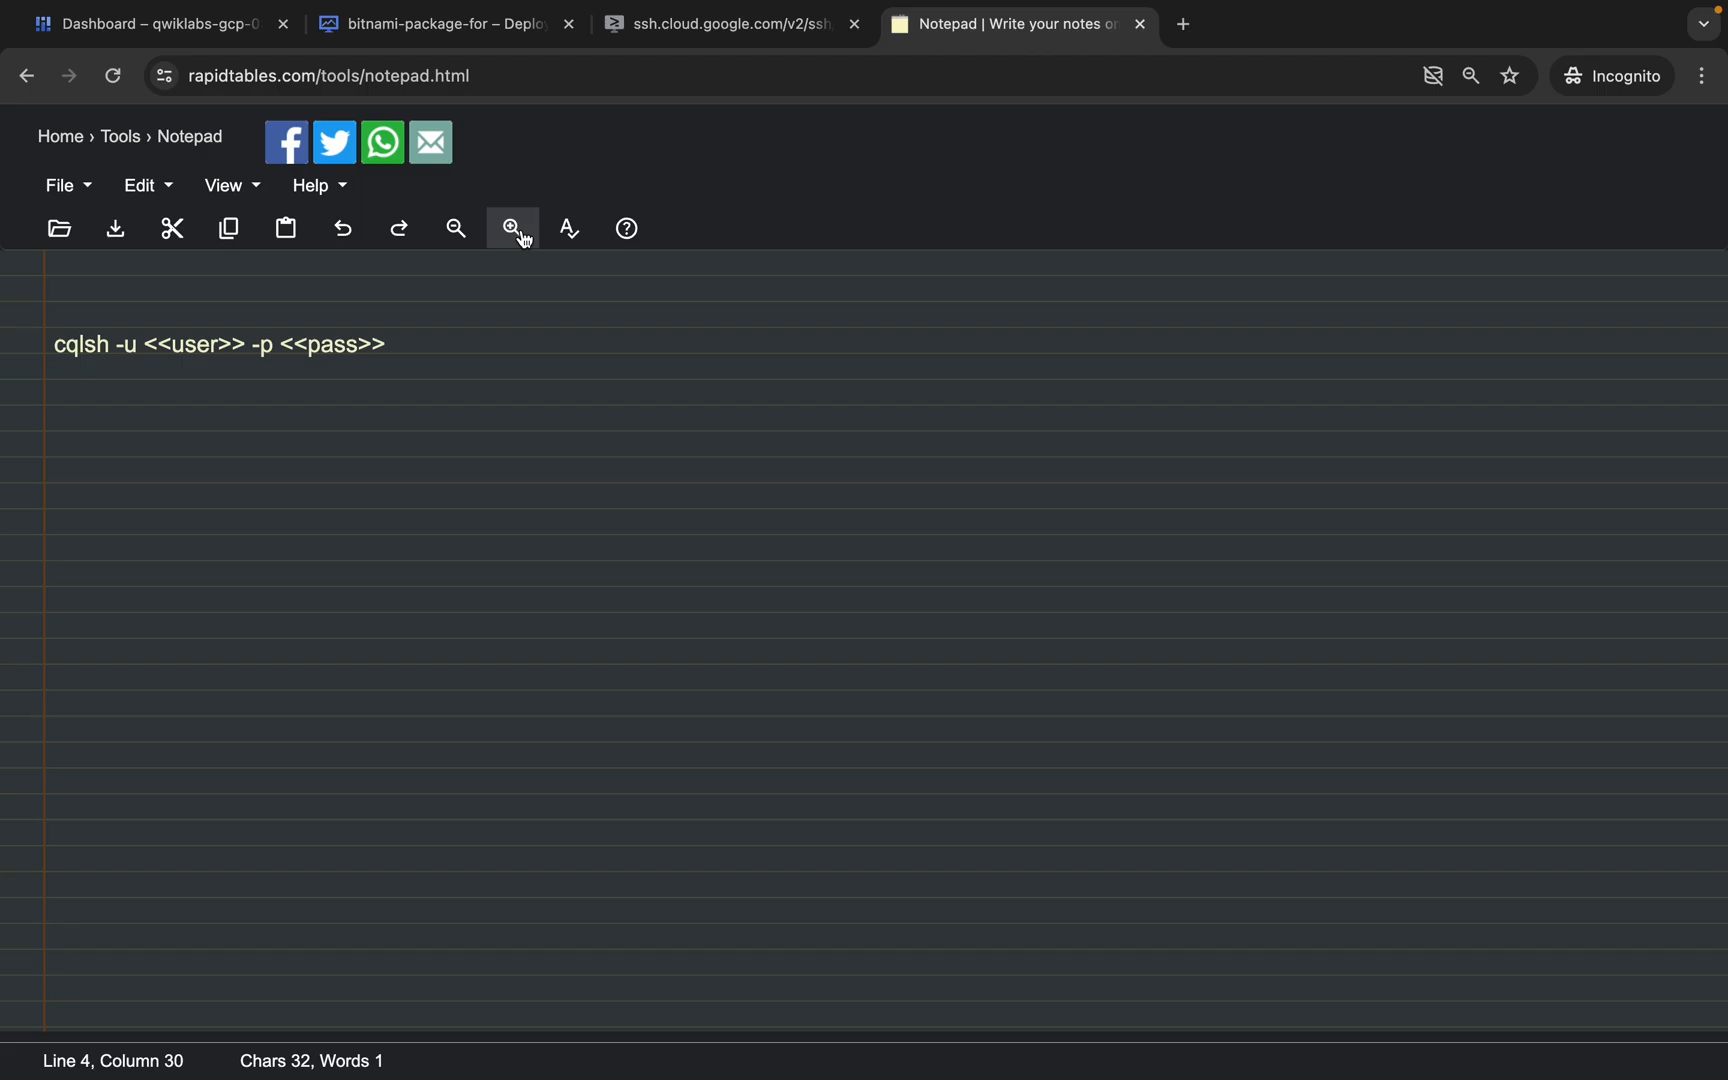 Dashboard – qwiklabs-gcp-0
bitnami-package-for – Deplo
ssh.cloud.google.com/v2/ssh
Notepad | Write your notes or
rapidtables.com/tools/notepad.html
Incognito
Home › Tools › Notepad
File
Edit
View
Help
cqlsh -u <<user>> -p <<pass>>
Line 4, Column 30
Chars 32, Words 1